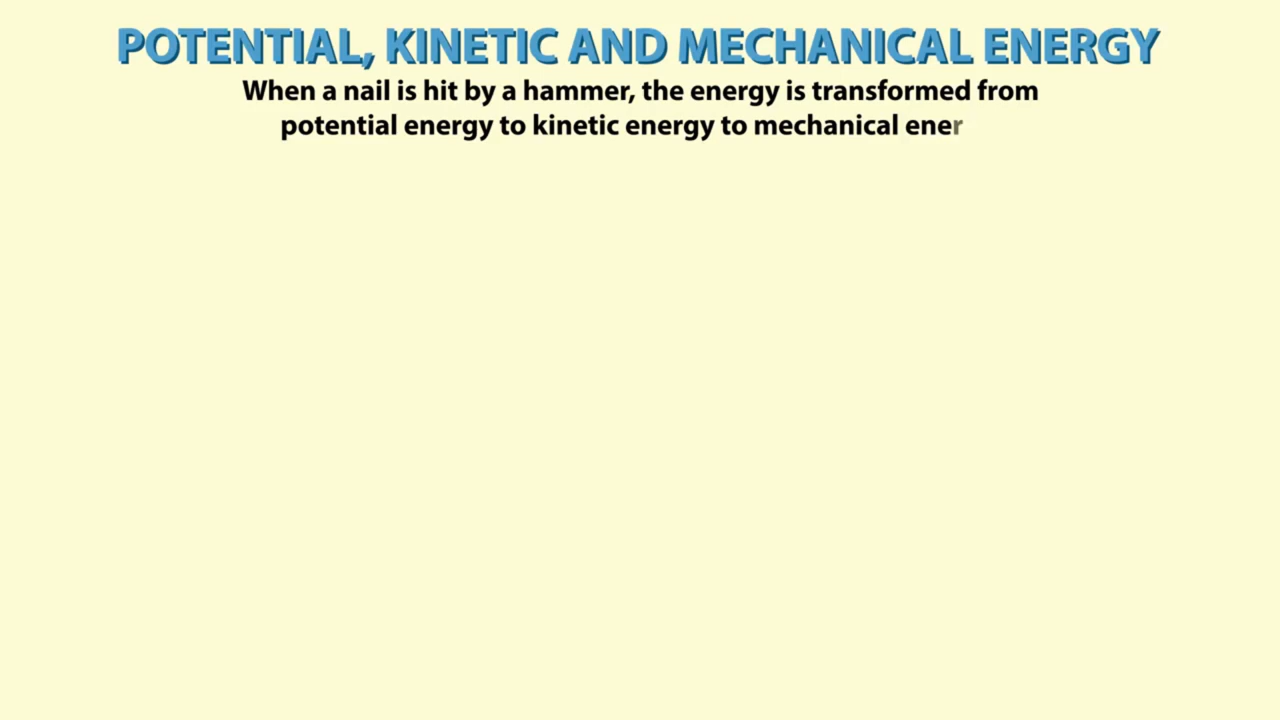 POTENTIAL, KINETIC AND MECHANICAL ENERGY
When a nail is hit by a hammer, the energy is transformed from
potential energy to kinetic energy to mechanical ener